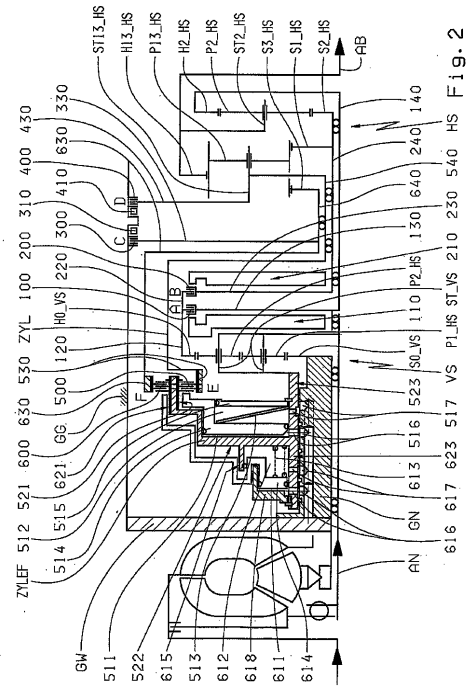 ST13_HS
H13_HS
P13_HS
H2_HS
P2_HS
ST2_HS
S3_HS
S1_HS
S2_HS
330
430
630
400
410
310
300
200
220
ZYL
100
H0_VS
120
530
500
630
GG
600
621
521
515
512
514
ZYLEF
GW
511
522
615
513
612
618
611
614
AN
616
617
GN
613
623
516
517
523
VS
S0_VS
P1_HS
ST_VS
110
P2_HS
210
130
230
640
540
240
HS
140
AB
A
B
C
D
E
F
Fig. 2